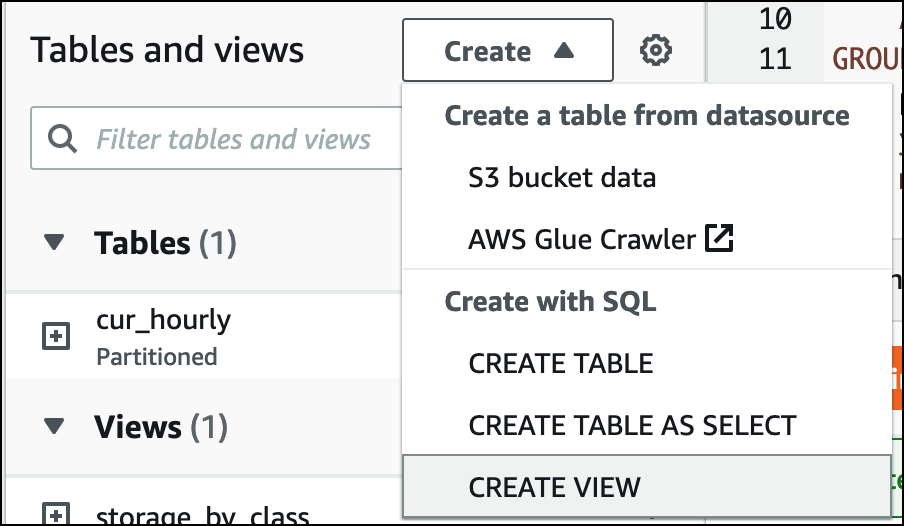 Tables and views
Create
10
11
GROU
Filter tables and views
Create a table from datasource
S3 bucket data
AWS Glue Crawler
Tables (1)
cur_hourly
Partitioned
Create with SQL
CREATE TABLE
CREATE TABLE AS SELECT
CREATE VIEW
Views (1)
storage_by_class